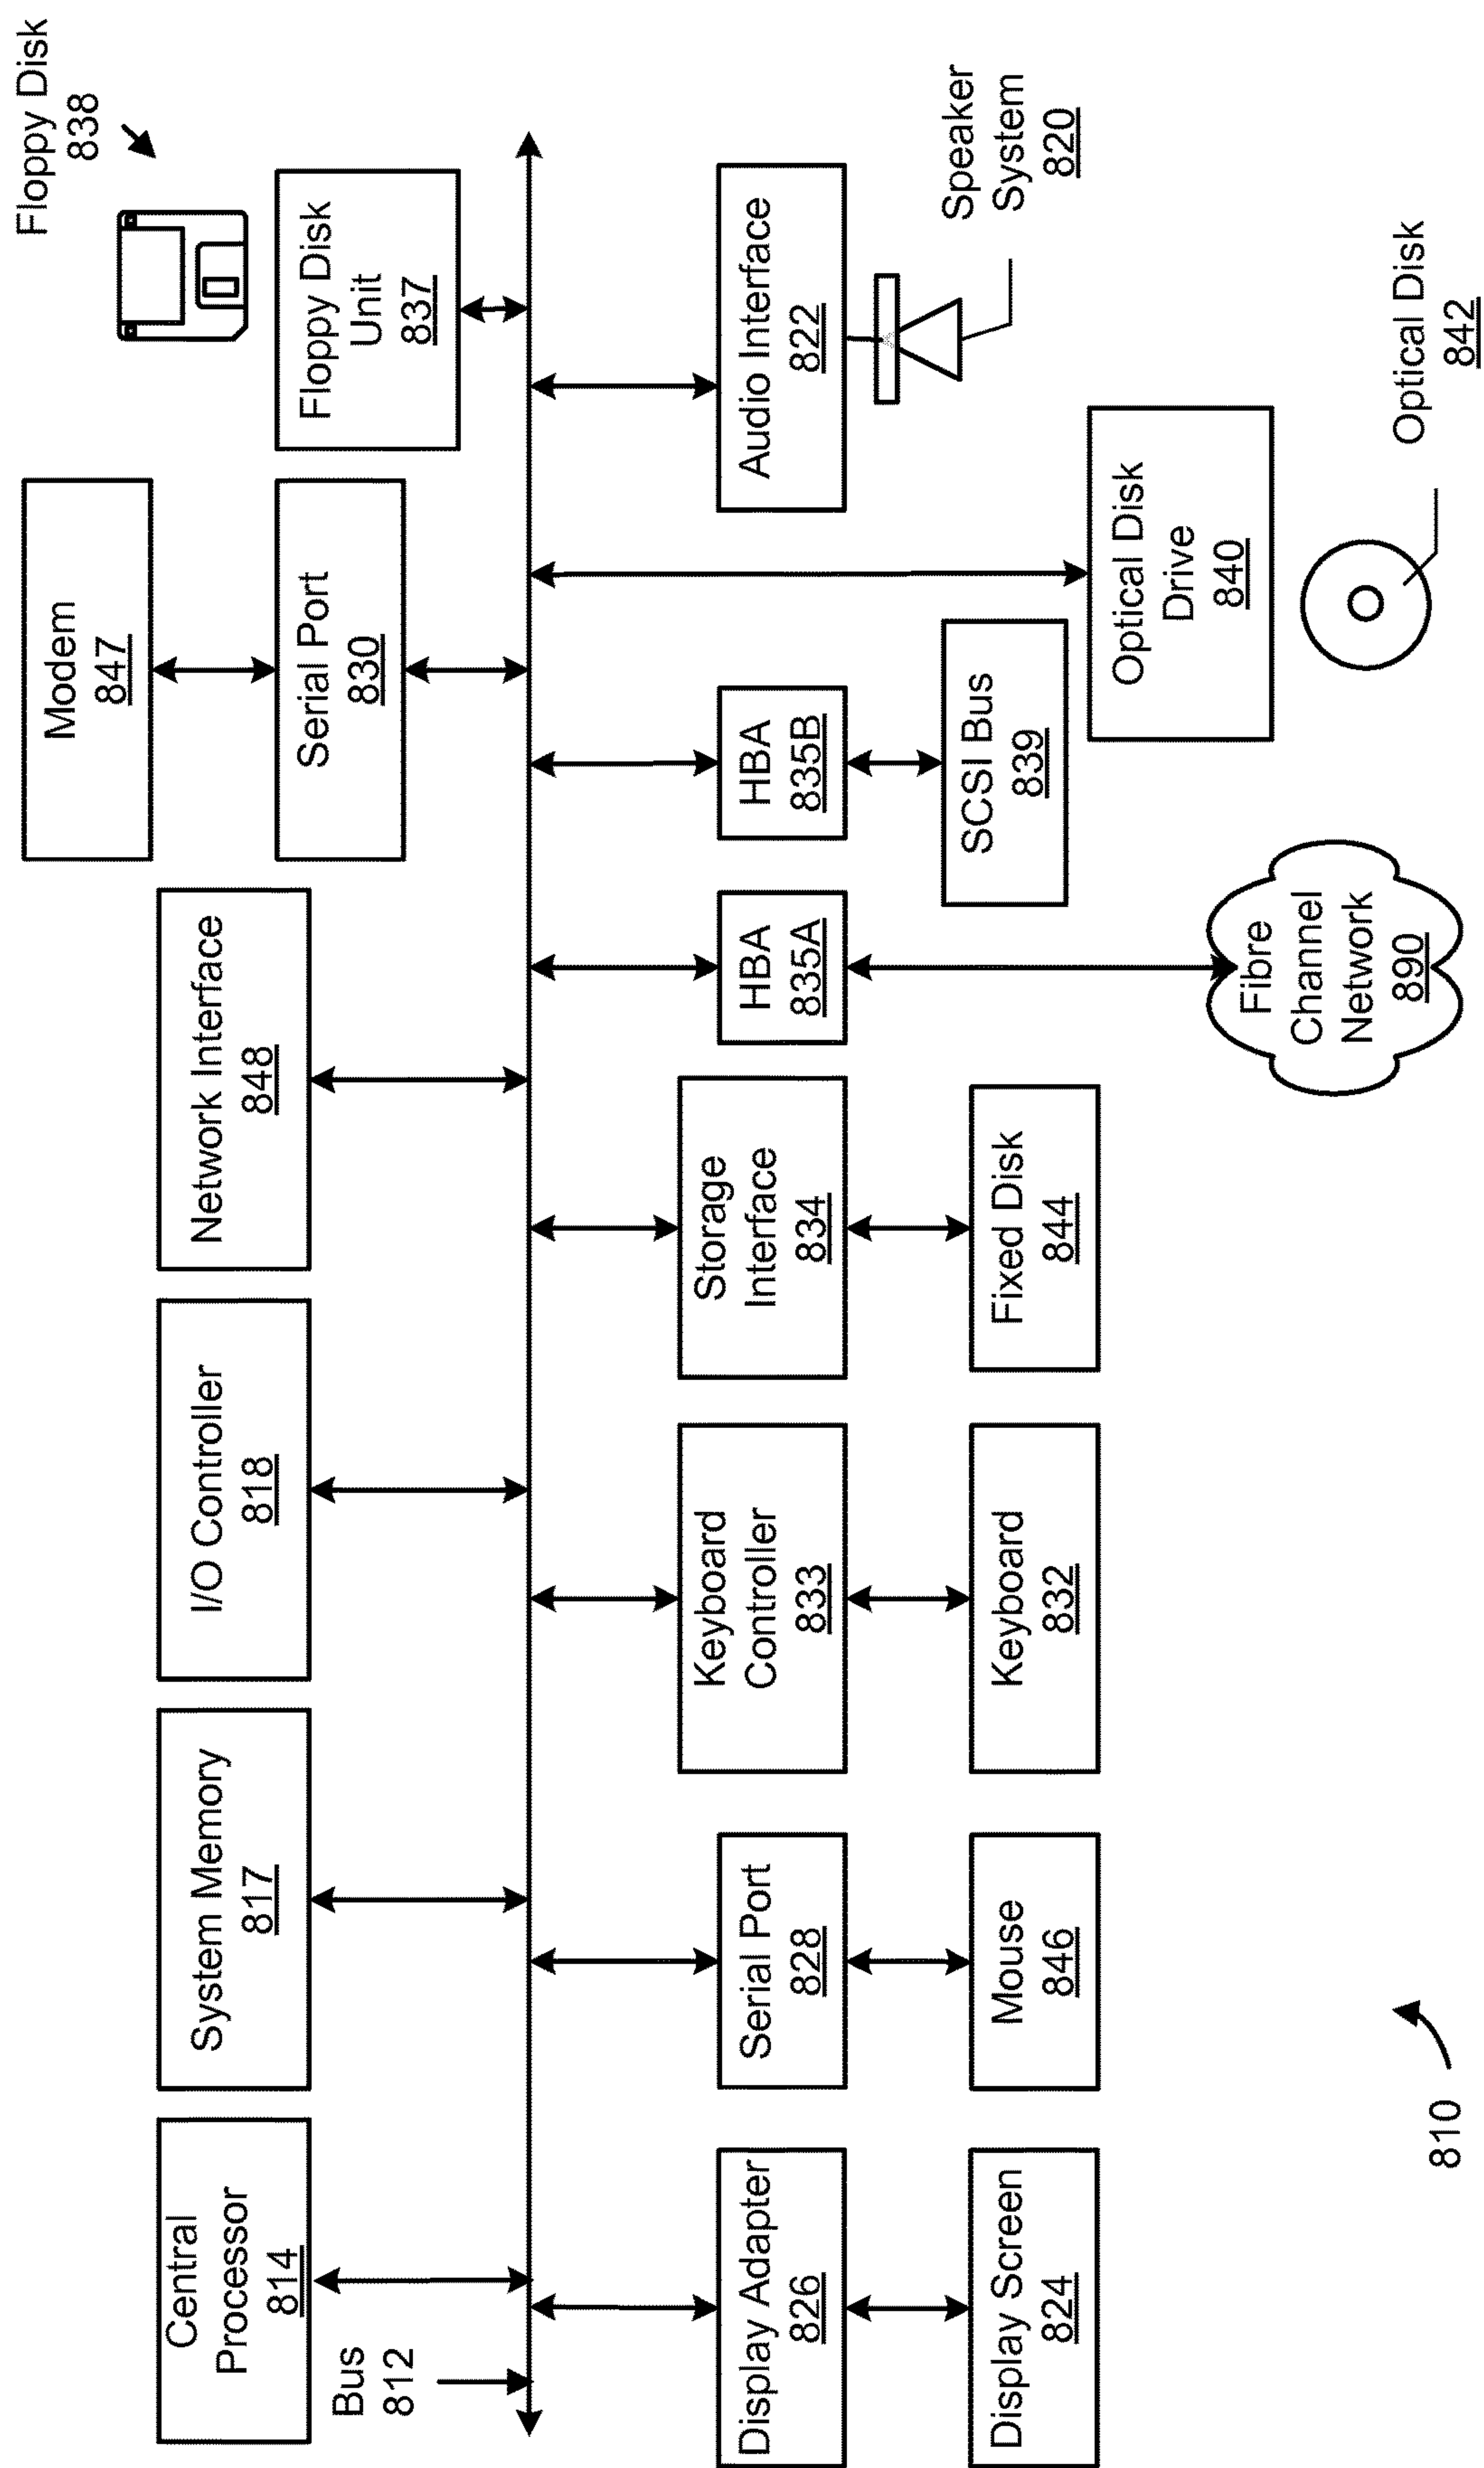 Floppy Disk
838
Modem
847
Central
Processor
814
System Memory
817
I/O Controller
818
Network Interface
848
Serial Port
830
Floppy Disk
Unit
837
Bus
812
Display Adapter
826
Serial Port
828
Keyboard
Controller
833
Storage
Interface
834
HBA
835A
HBA
835B
Audio Interface
822
Speaker
System
820
Display Screen
824
Mouse
846
Keyboard
832
Fixed Disk
844
SCSI Bus
839
Optical Disk
Drive
840
Fibre
Channel
Network
890
Optical Disk
842
810